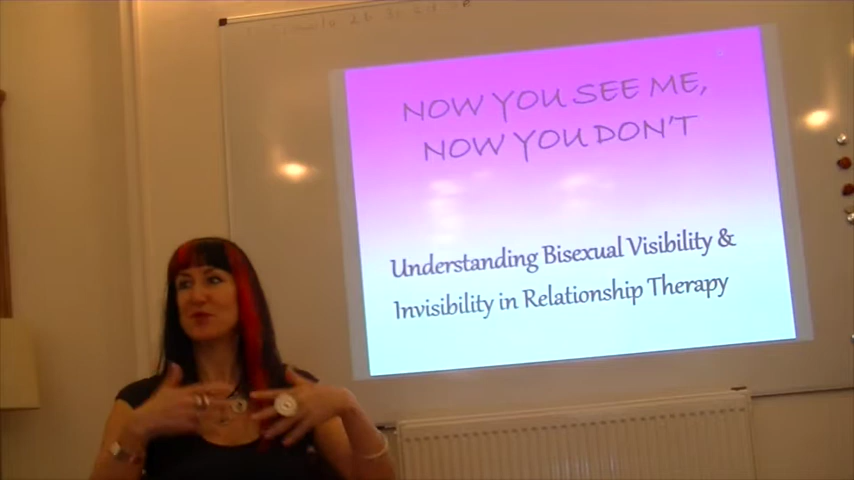 NOW YOU SEE ME,
NOW YOU DON'T
Understanding Bisexual Visibility &
Invisibility in Relationship Therapy